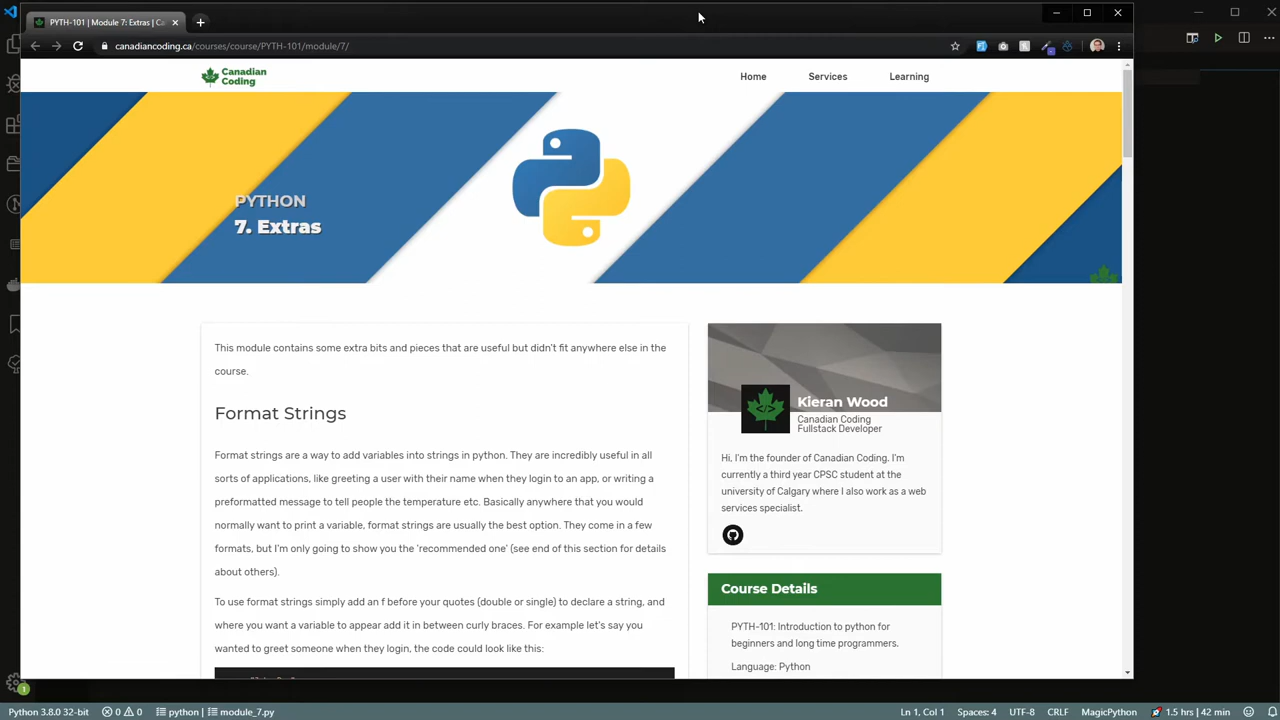 PYTH-101 | Module 7: Extras | Ca
canadiancoding.ca/courses/course/PYTH-101/module/7/
Canadian
Coding
Home
Services
Learning
PYTHON
7. Extras
This module contains some extra bits and pieces that are useful but didn't fit anywhere else in the
course.
Format Strings
Format strings are a way to add variables into strings in python. They are incredibly useful in all
sorts of applications, like greeting a user with their name when they login to an app, or writing a
preformatted message to tell people the temperature etc. Basically anywhere that you would
normally want to print a variable, format strings are usually the best option. They come in a few
formats, but I'm only going to show you the 'recommended one' (see end of this section for details
about others).
To use format strings simply add an f before your quotes (double or single) to declare a string, and
where you want a variable to appear add it in between curly braces. For example let's say you
wanted to greet someone when they login, the code could look like this:
Kieran Wood
Canadian Coding
Fullstack Developer
Hi, I'm the founder of Canadian Coding. I'm
currently a third year CPSC student at the
university of Calgary where I also work as a web
services specialist.
Course Details
PYTH-101: Introduction to python for
beginners and long time programmers.
Language: Python
1
Python 3.8.0 32-bit
0
0
python | module_7.py
Ln 1, Col 1
Spaces: 4
UTF-8
CRLF
MagicPython
1.5 hrs | 42 min